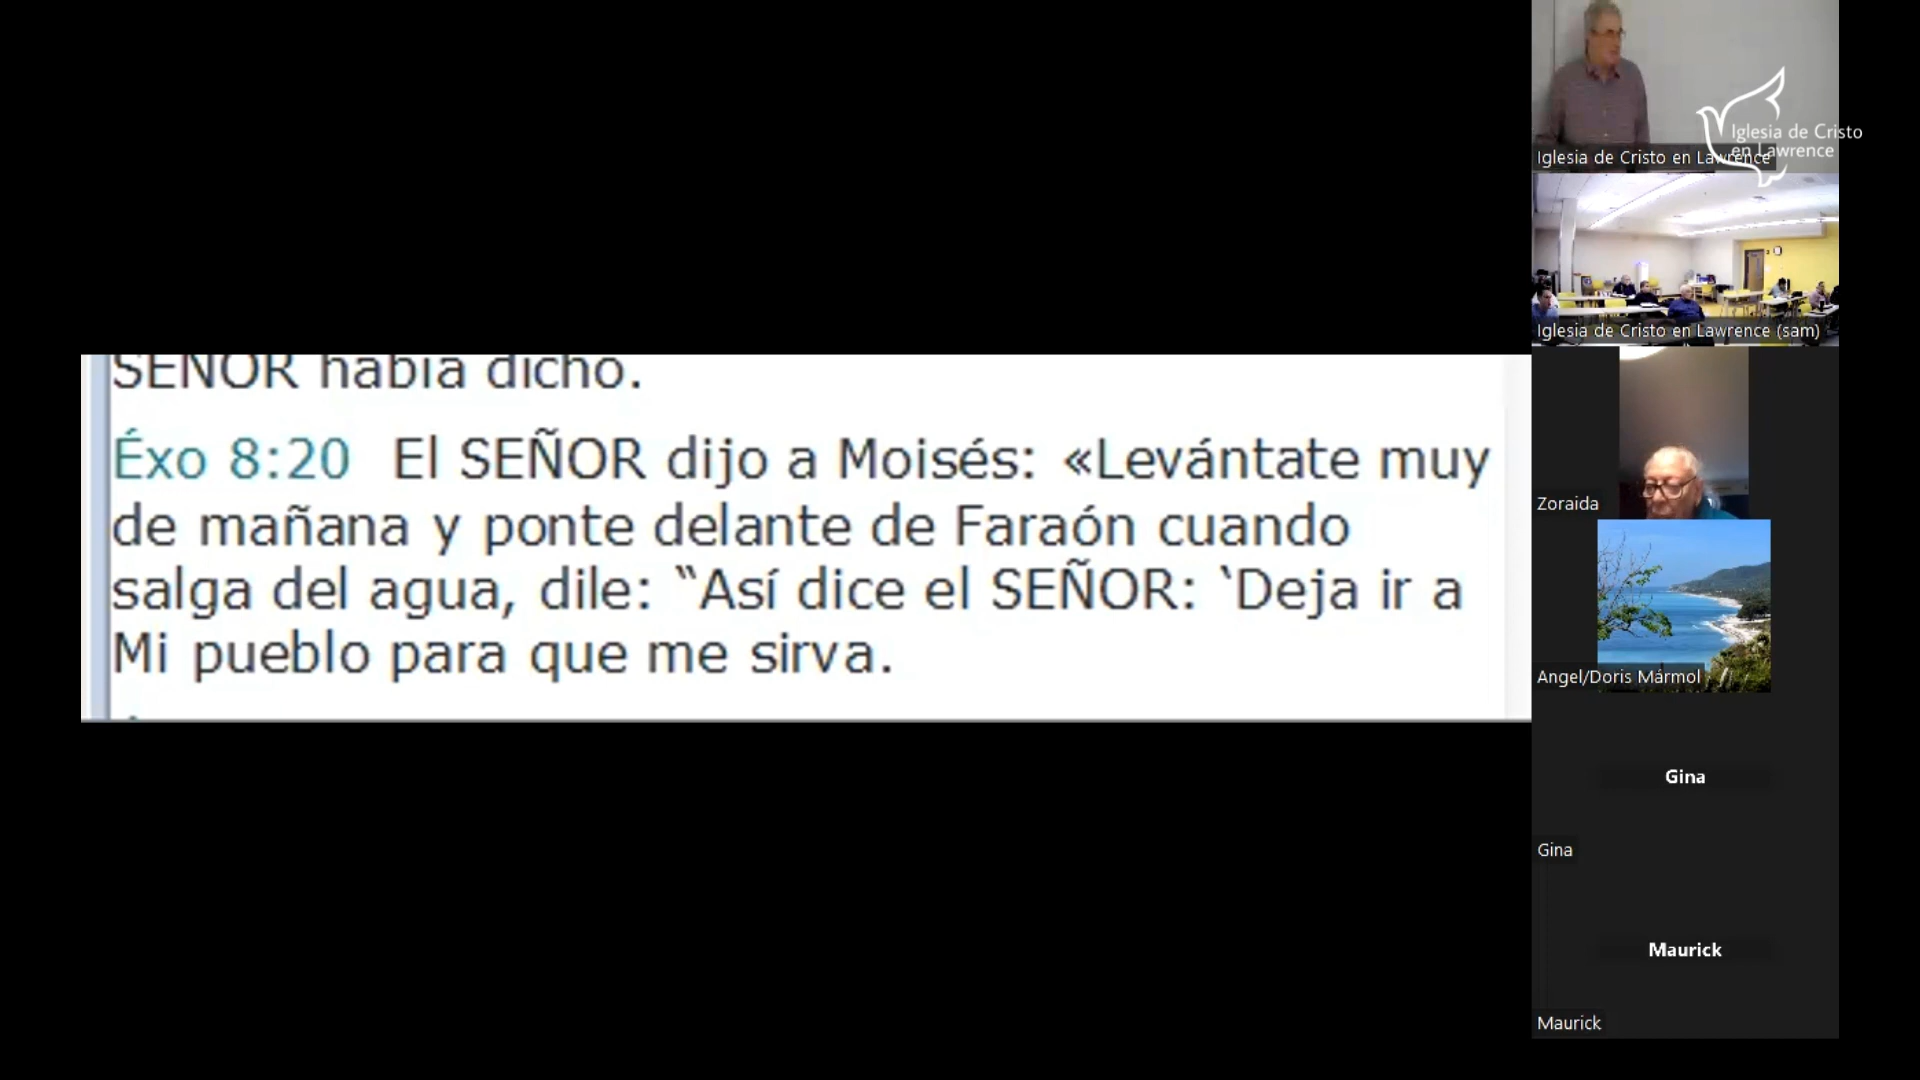 SEÑOR había dicho.
Éxo 8:20 El SEÑOR dijo a Moisés: «Levántate muy
de mañana y ponte delante de Faraón cuando
salga del agua, dile: “Así dice el SEÑOR: ‘Deja ir a
Mi pueblo para que me sirva.
Iglesia de Cristo
en Lawrence
Iglesia de Cristo en Lawrence
Iglesia de Cristo en Lawrence (sam)
Zoraida
Angel/Doris Mármol
Gina
Gina
Maurick
Maurick